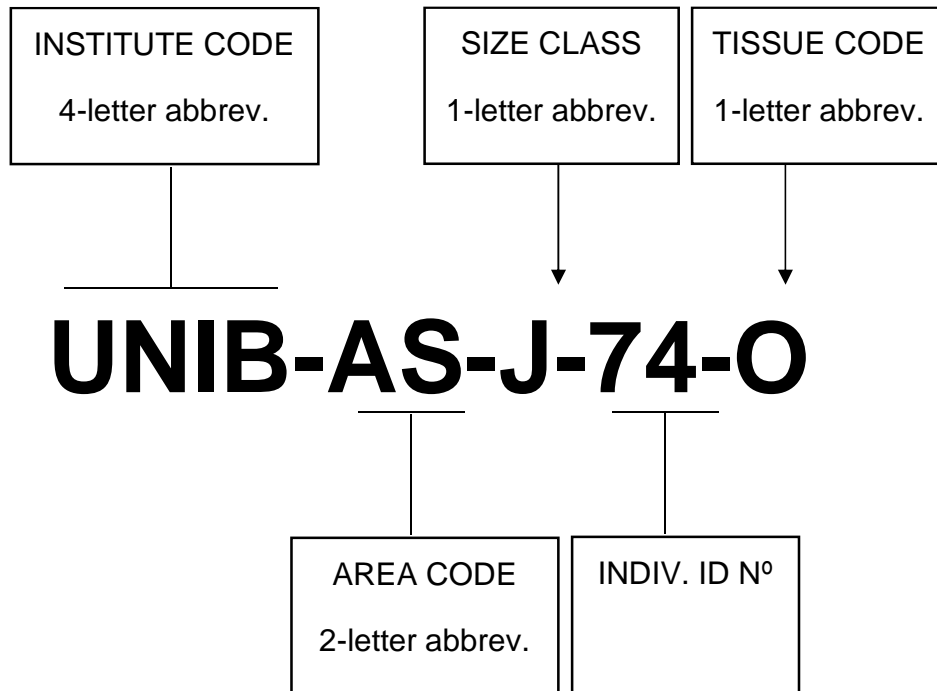 INSTITUTE CODE
4-letter abbrev.
SIZE CLASS
1-letter abbrev.
TISSUE CODE
1-letter abbrev.
UNIB-AS-J-74-O
AREA CODE
2-letter abbrev.
INDIV. ID Nº